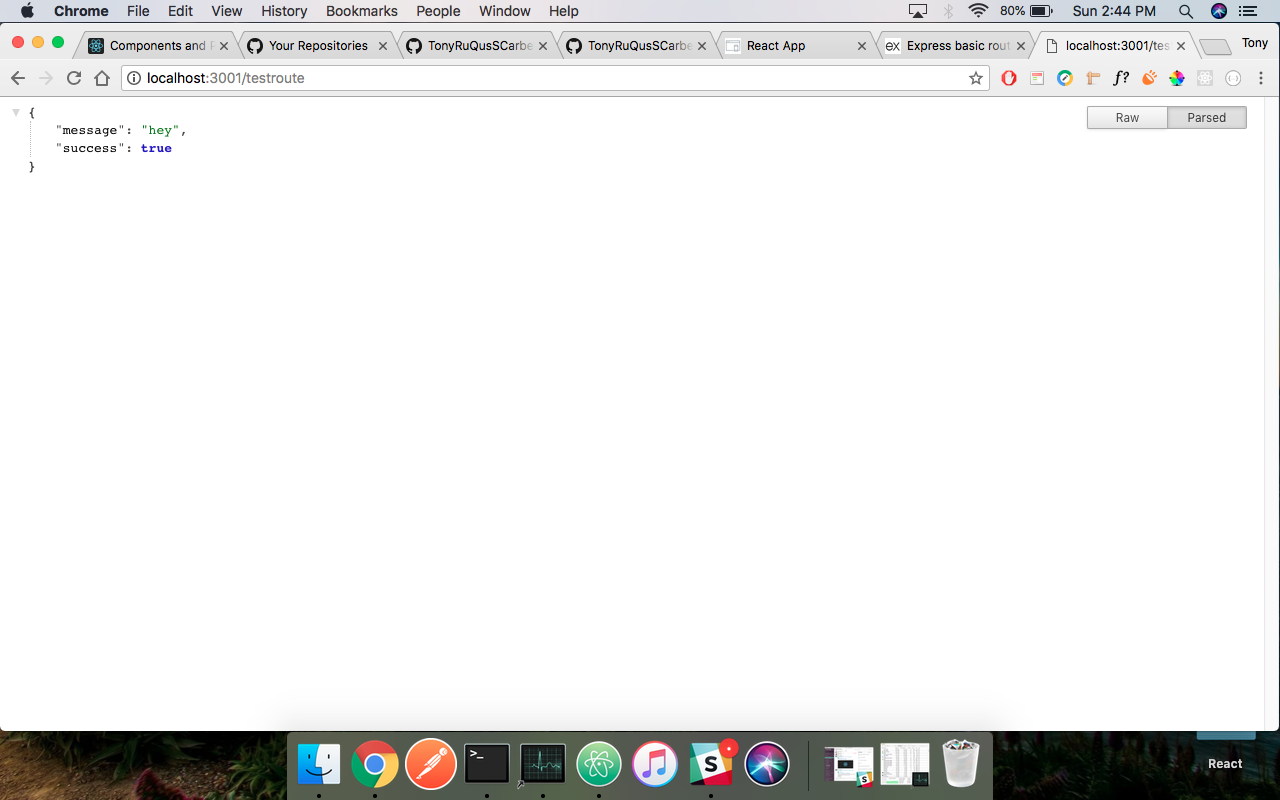 Chrome File Edit View History Bookmarks People Window Help 80% Sun 2:44 PM
Components and Your Repositories TonyRuQusSCarbe TonyRuQusSCarbe React App ex Express basic rout localhost:3001/tes Tony
localhost:3001/testroute f?
{ Raw Parsed
"message": "hey",
"success": true
}
>_ S
React